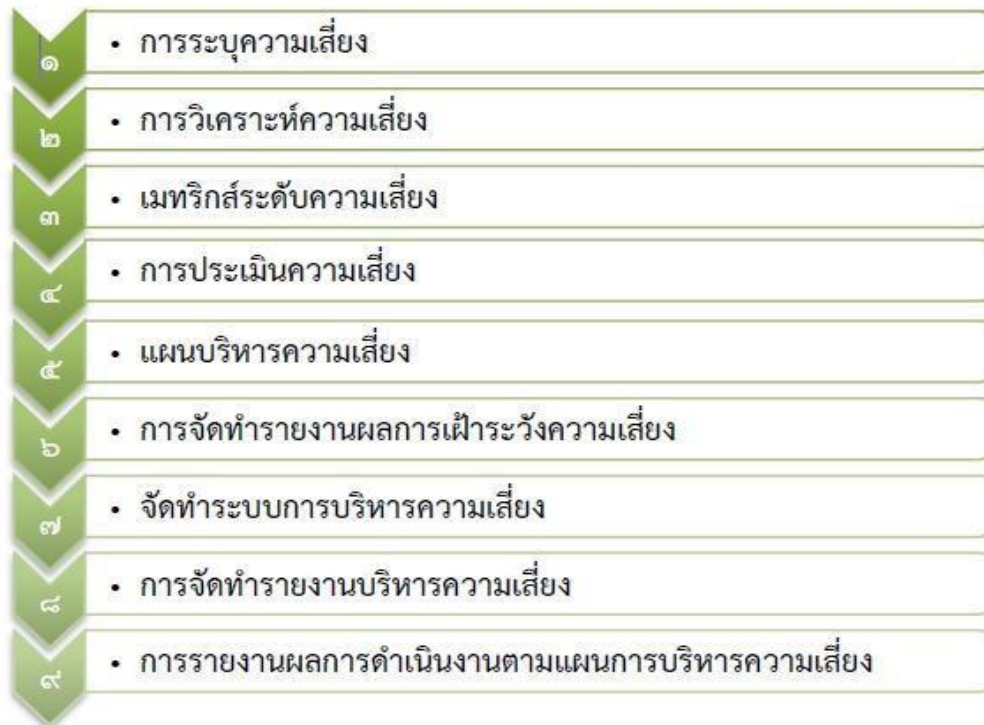 ๑ • การระบุความเสี่ยง
๒ • การวิเคราะห์ความเสี่ยง
๓ • เมทริกส์ระดับความเสี่ยง
๔ • การประเมินความเสี่ยง
๕ • แผนบริหารความเสี่ยง
๖ • การจัดทำรายงานผลการเฝ้าระวังความเสี่ยง
๗ • จัดทำระบบการบริหารความเสี่ยง
๘ • การจัดทำรายงานบริหารความเสี่ยง
๙ • การรายงานผลการดำเนินงานตามแผนการบริหารความเสี่ยง